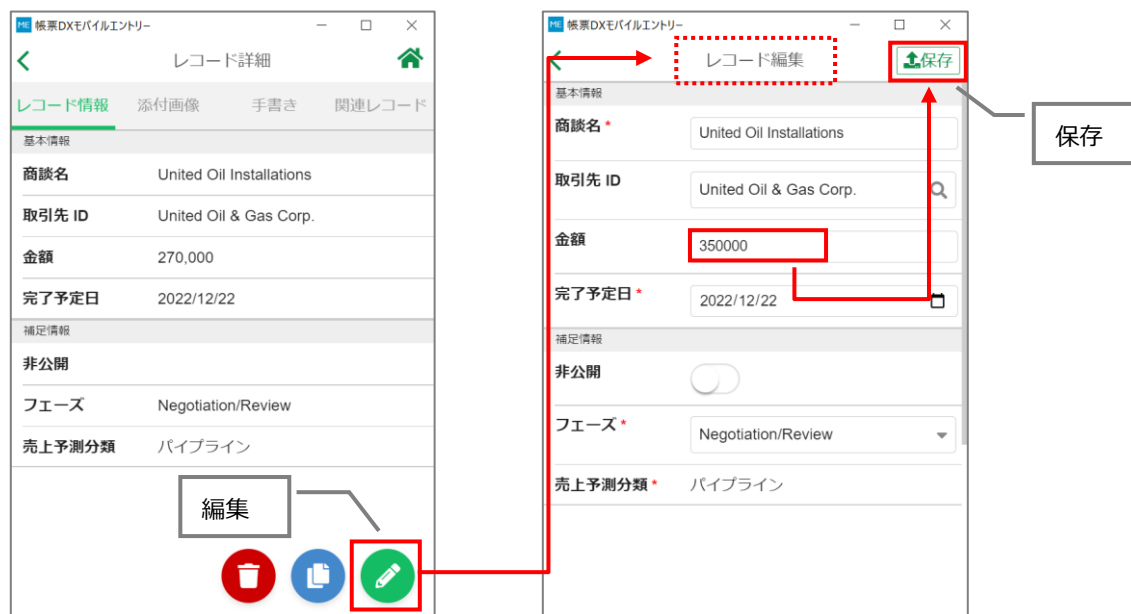 ME 帳票DXモバイルエントリー
レコード詳細
レコード情報 添付画像 手書き 関連レコード
基本情報
商談名 United Oil Installations
取引先 ID United Oil & Gas Corp.
金額 270,000
完了予定日 2022/12/22
補足情報
非公開
フェーズ Negotiation/Review
売上予測分類 パイプライン
編集
ME 帳票DXモバイルエントリー
レコード編集 保存
基本情報
商談名 * United Oil Installations
取引先 ID United Oil & Gas Corp.
金額 350000
完了予定日 * 2022/12/22
補足情報
非公開
フェーズ * Negotiation/Review
売上予測分類 * パイプライン
保存